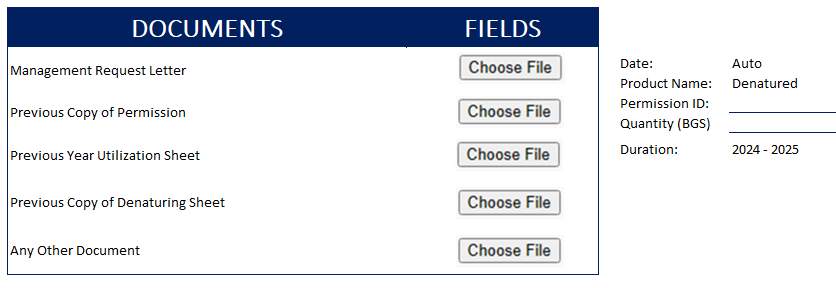 DOCUMENTS FIELDS
Management Request Letter Choose File
Previous Copy of Permission Choose File
Previous Year Utilization Sheet Choose File
Previous Copy of Denaturing Sheet Choose File
Any Other Document Choose File
Date: Auto
Product Name: Denatured
Permission ID:
Quantity (BGS)
Duration: 2024 - 2025